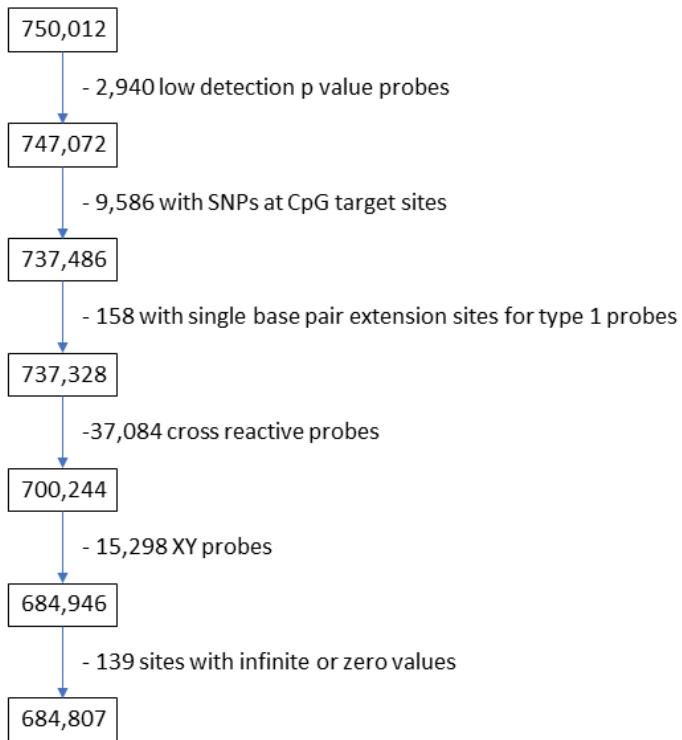 750,012
- 2,940 low detection p value probes
747,072
- 9,586 with SNPs at CpG target sites
737,486
- 158 with single base pair extension sites for type 1 probes
737,328
-37,084 cross reactive probes
700,244
- 15,298 XY probes
684,946
- 139 sites with infinite or zero values
684,807